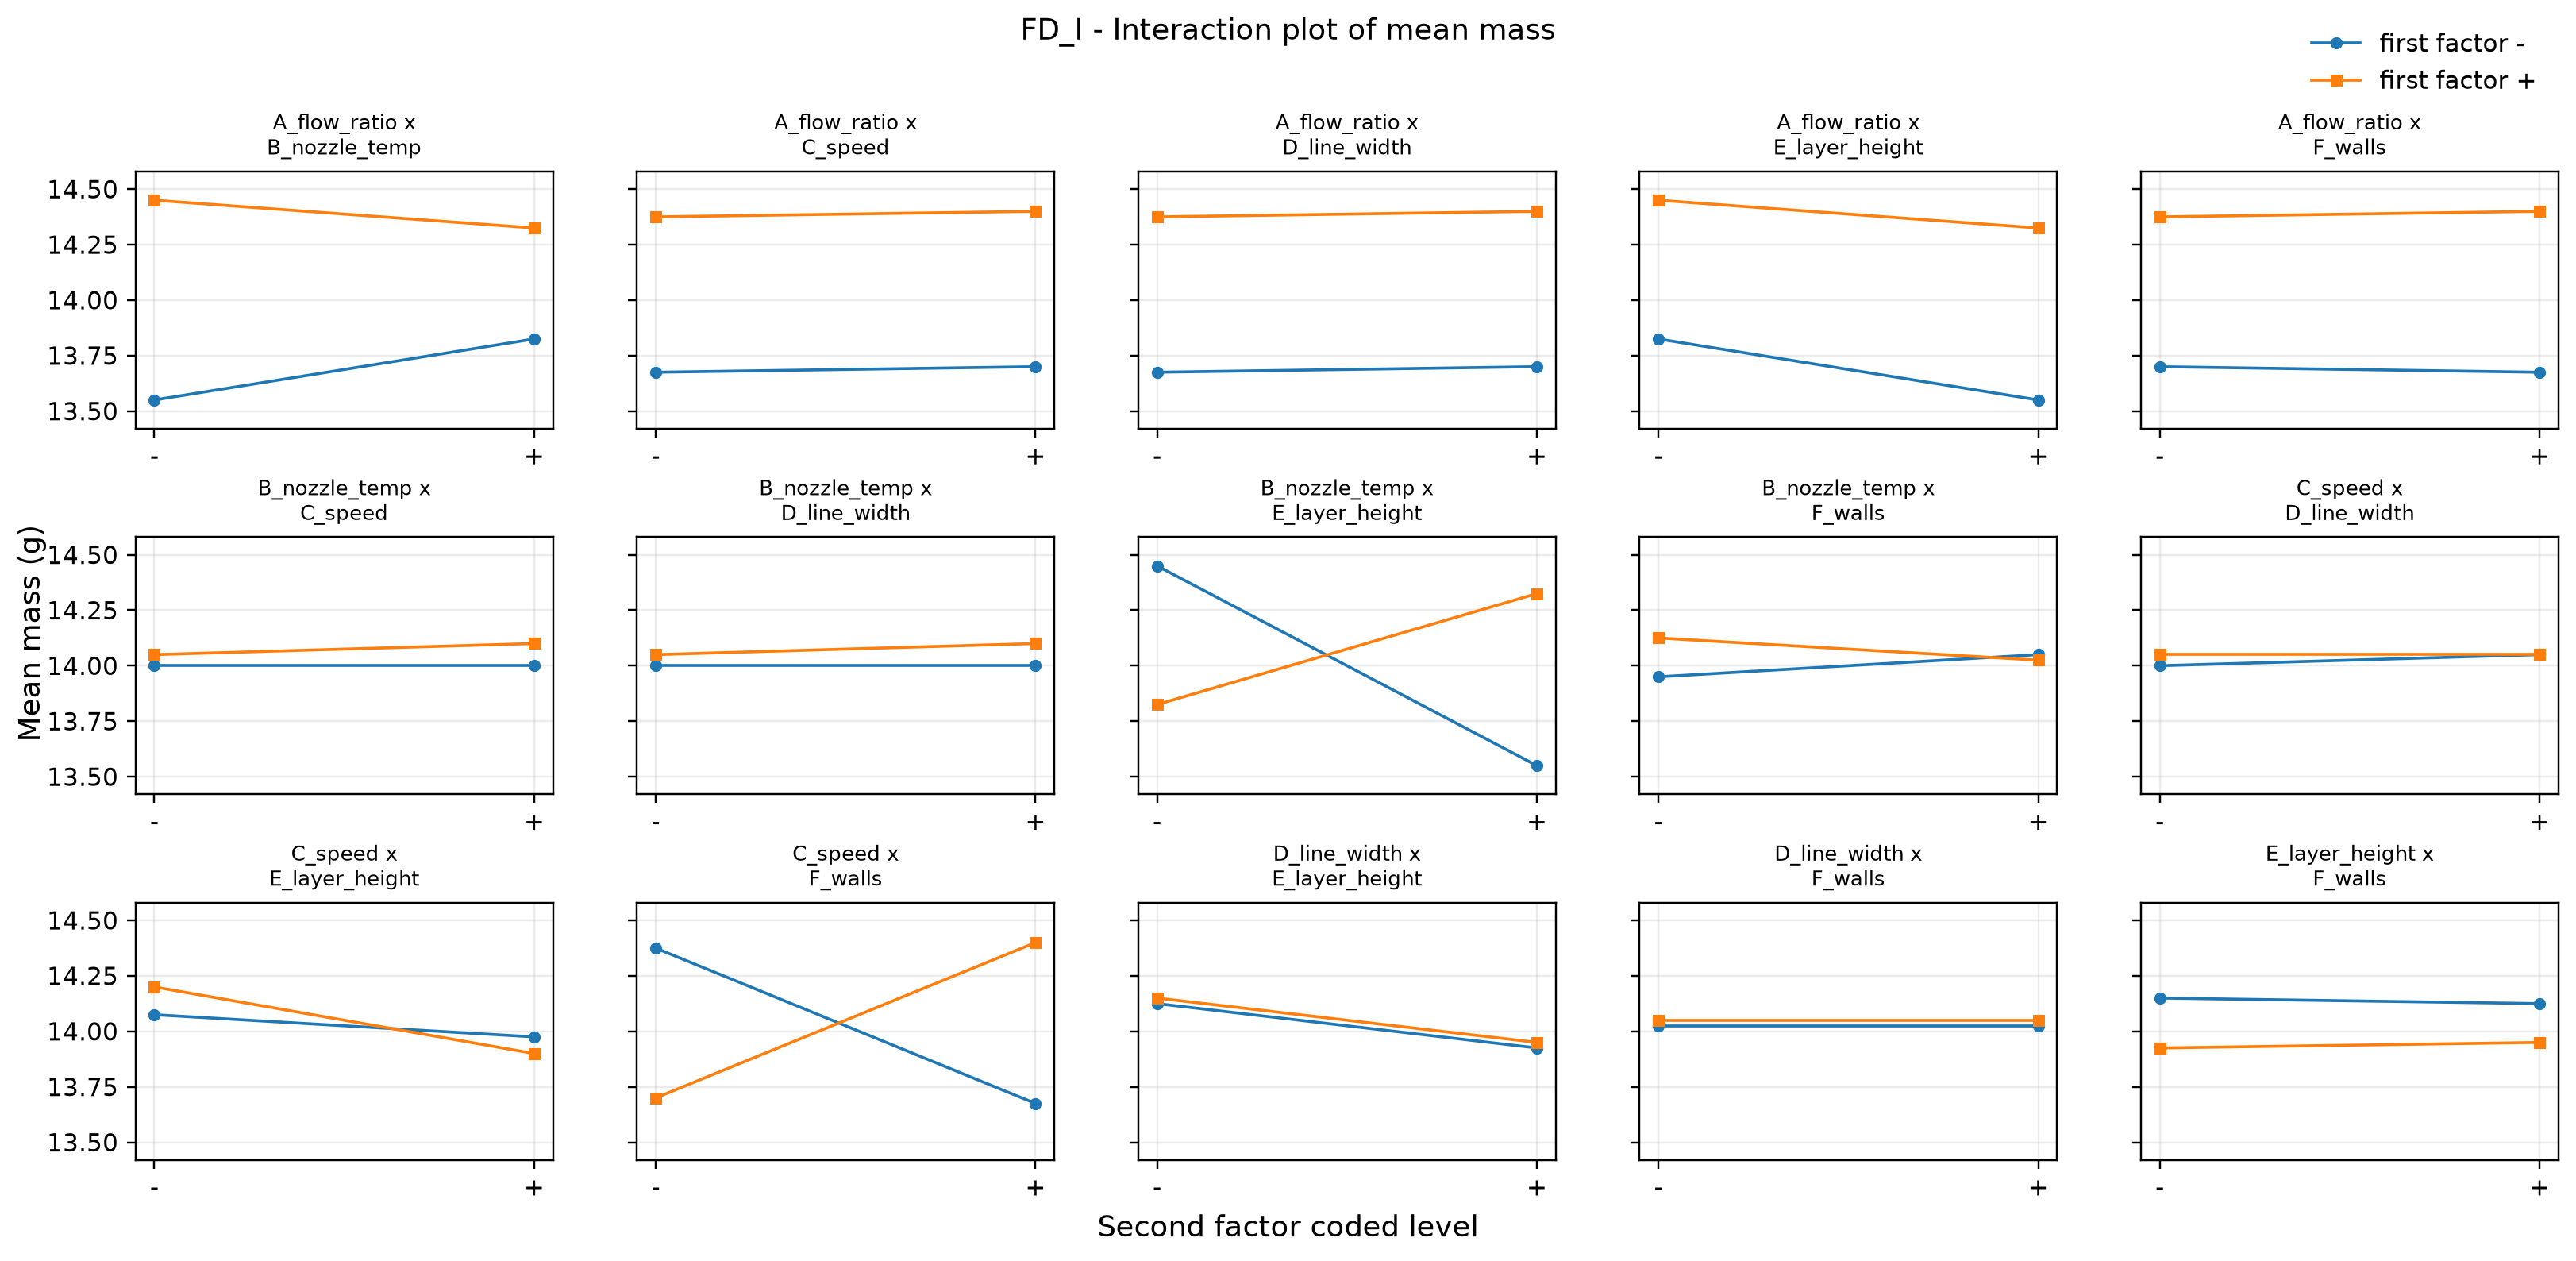 FD_I - Interaction plot of mean mass
first factor -
first factor +
A_flow_ratio x
B_nozzle_temp
A_flow_ratio x
C_speed
A_flow_ratio x
D_line_width
A_flow_ratio x
E_layer_height
A_flow_ratio x
F_walls
14.50
14.25
14.00
13.75
13.50
- +
- +
- +
- +
- +
Mean mass (g)
B_nozzle_temp x
C_speed
B_nozzle_temp x
D_line_width
B_nozzle_temp x
E_layer_height
B_nozzle_temp x
F_walls
C_speed x
D_line_width
14.50
14.25
14.00
13.75
13.50
- +
- +
- +
- +
- +
C_speed x
E_layer_height
C_speed x
F_walls
D_line_width x
E_layer_height
D_line_width x
F_walls
E_layer_height x
F_walls
14.50
14.25
14.00
13.75
13.50
- +
- +
- +
- +
- +
Second factor coded level